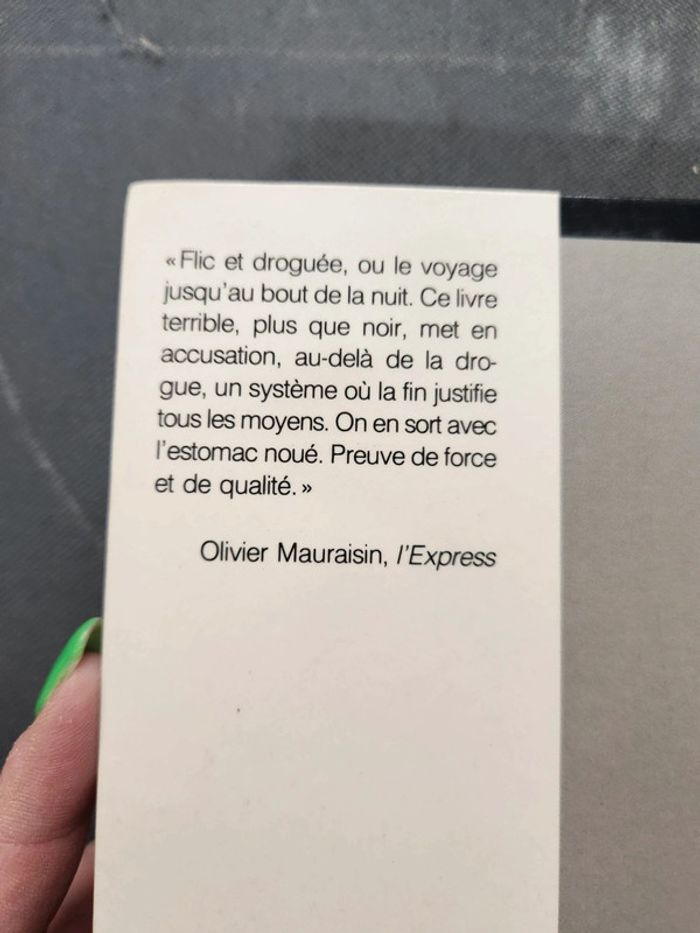 « Flic et droguée, ou le voyage
jusqu'au bout de la nuit. Ce livre
terrible, plus que noir, met en
accusation, au-delà de la dro-
gue, un système où la fin justifie
tous les moyens. On en sort avec
l'estomac noué. Preuve de force
et de qualité. »
Olivier Mauraisin, l'Express